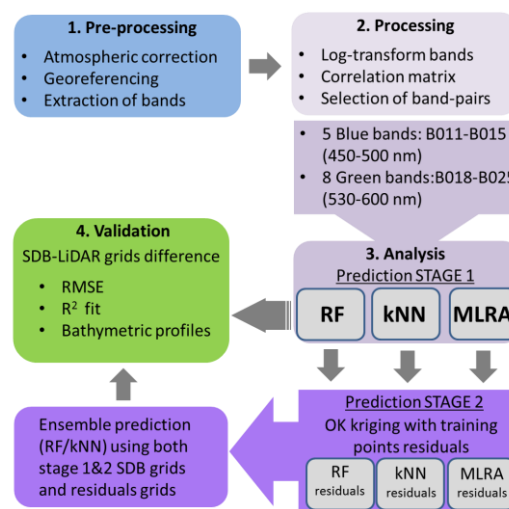 1. Pre-processing
• Atmospheric correction
• Georeferencing
• Extraction of bands
2. Processing
• Log-transform bands
• Correlation matrix
• Selection of band-pairs
• 5 Blue bands: B011-B015
(450-500 nm)
• 8 Green bands:B018-B025
(530-600 nm)
3. Analysis
Prediction STAGE 1
RF kNN MLRA
Prediction STAGE 2
OK kriging with training
points residuals
RF kNN MLRA
residuals residuals residuals
Ensemble prediction
(RF/kNN) using both
stage 1&2 SDB grids
and residuals grids
4. Validation
SDB-LiDAR grids difference
• RMSE
• R² fit
• Bathymetric profiles